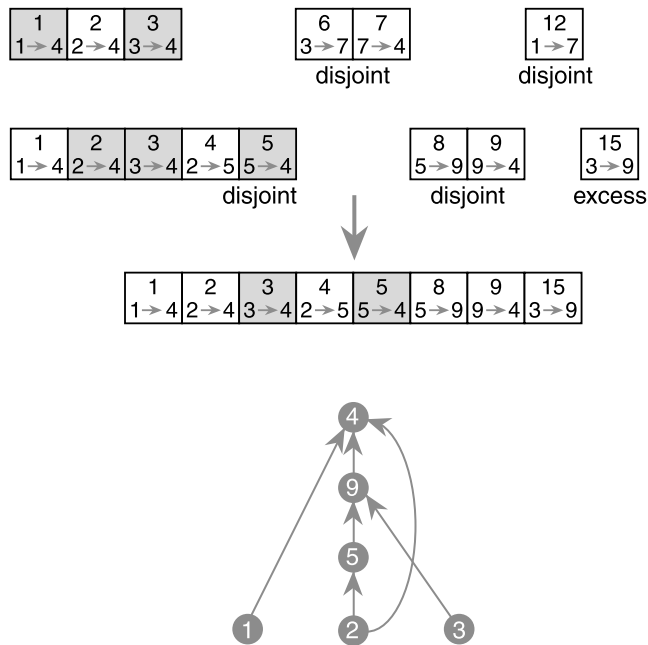 1 2 3 6 7 12
1→4 2→4 3→4 3→7 7→4 1→7
disjoint disjoint
1 2 3 4 5 8 9 15
1→4 2→4 3→4 2→5 5→4 5→9 9→4 3→9
disjoint disjoint excess
1 2 3 4 5 8 9 15
1→4 2→4 3→4 2→5 5→4 5→9 9→4 3→9
4
9
5
1 2 3